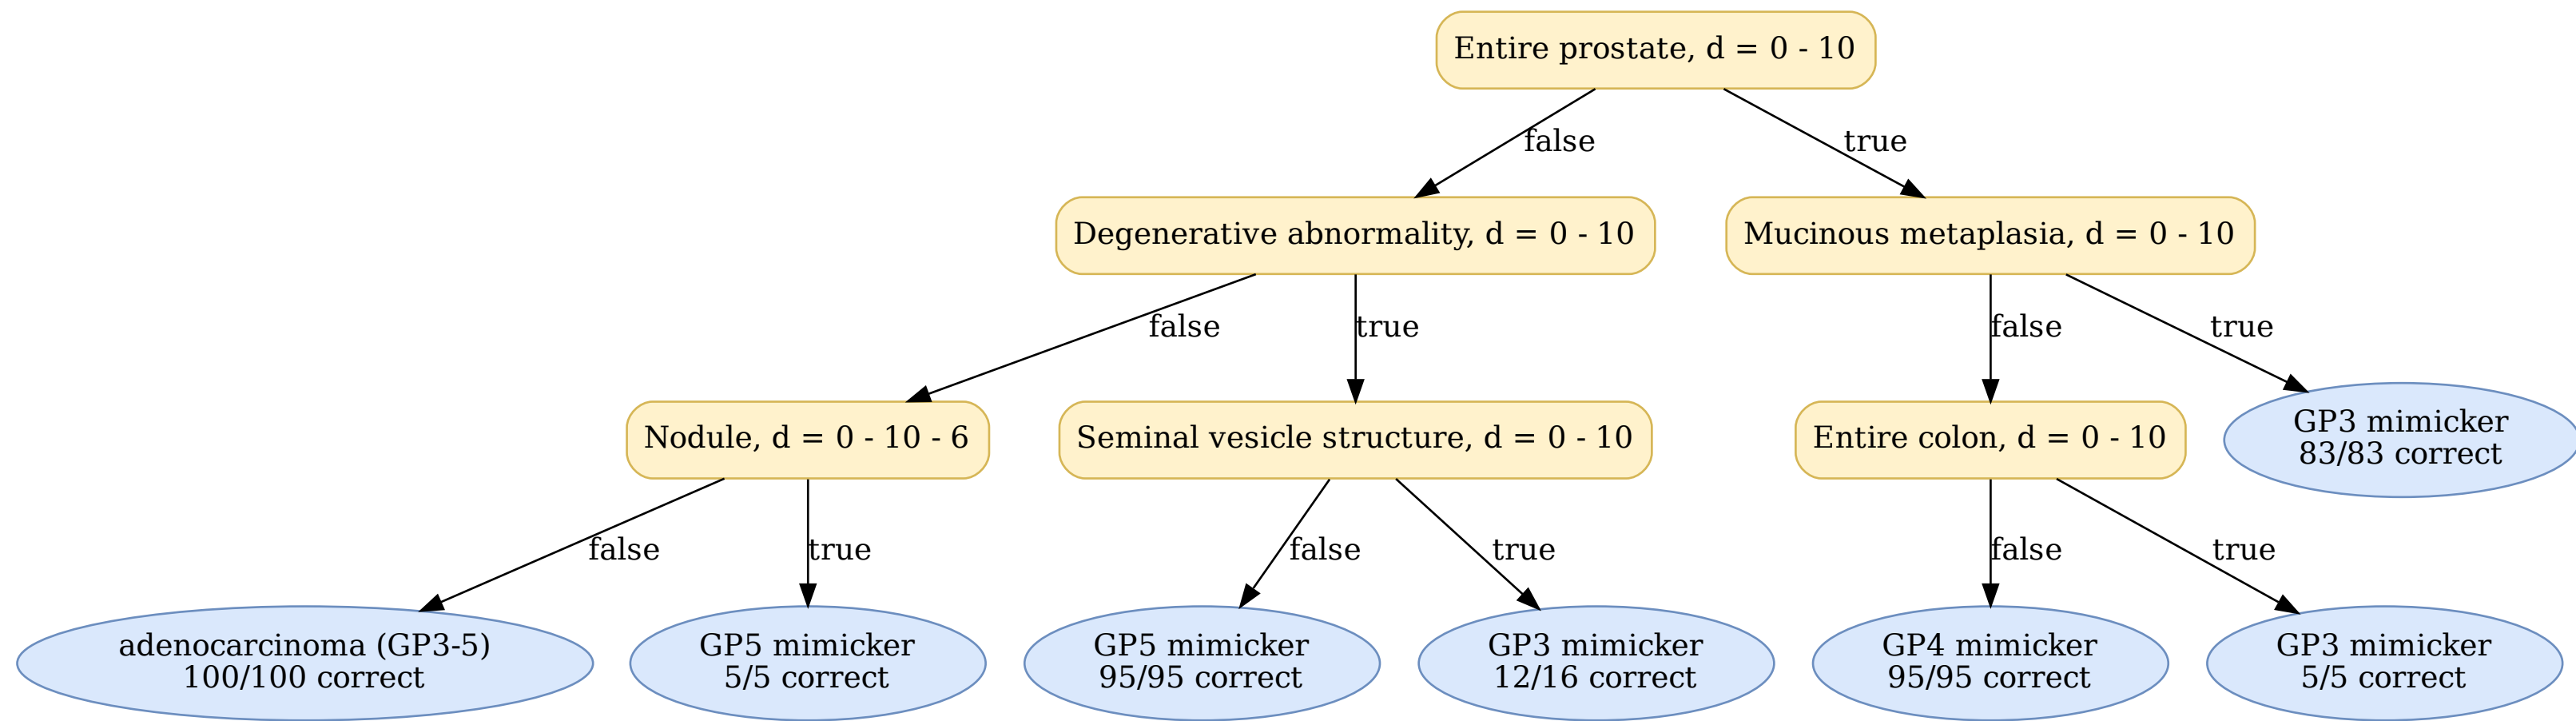 Entire prostate, d = 0 - 10
false
true
Degenerative abnormality, d = 0 - 10
Mucinous metaplasia, d = 0 - 10
false
true
false
true
Nodule, d = 0 - 10 - 6
Seminal vesicle structure, d = 0 - 10
Entire colon, d = 0 - 10
GP3 mimicker
83/83 correct
false
true
false
true
false
true
adenocarcinoma (GP3-5)
100/100 correct
GP5 mimicker
5/5 correct
GP5 mimicker
95/95 correct
GP3 mimicker
12/16 correct
GP4 mimicker
95/95 correct
GP3 mimicker
5/5 correct